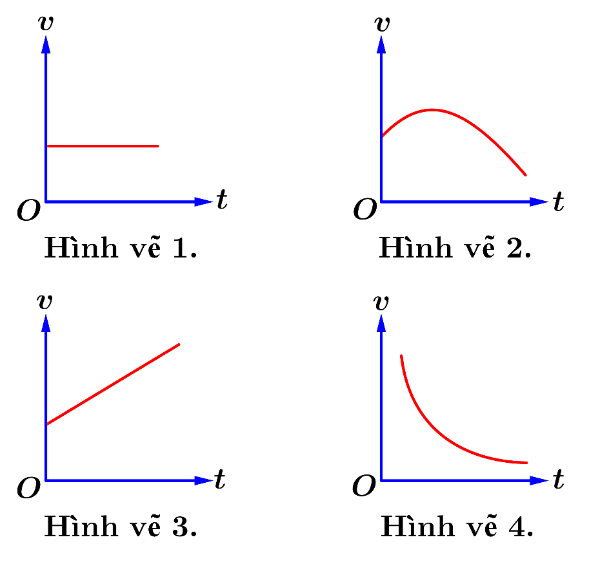 v
v
O
t
O
t
Hình vẽ 1.
Hình vẽ 2.
v
v
O
t
O
t
Hình vẽ 3.
Hình vẽ 4.